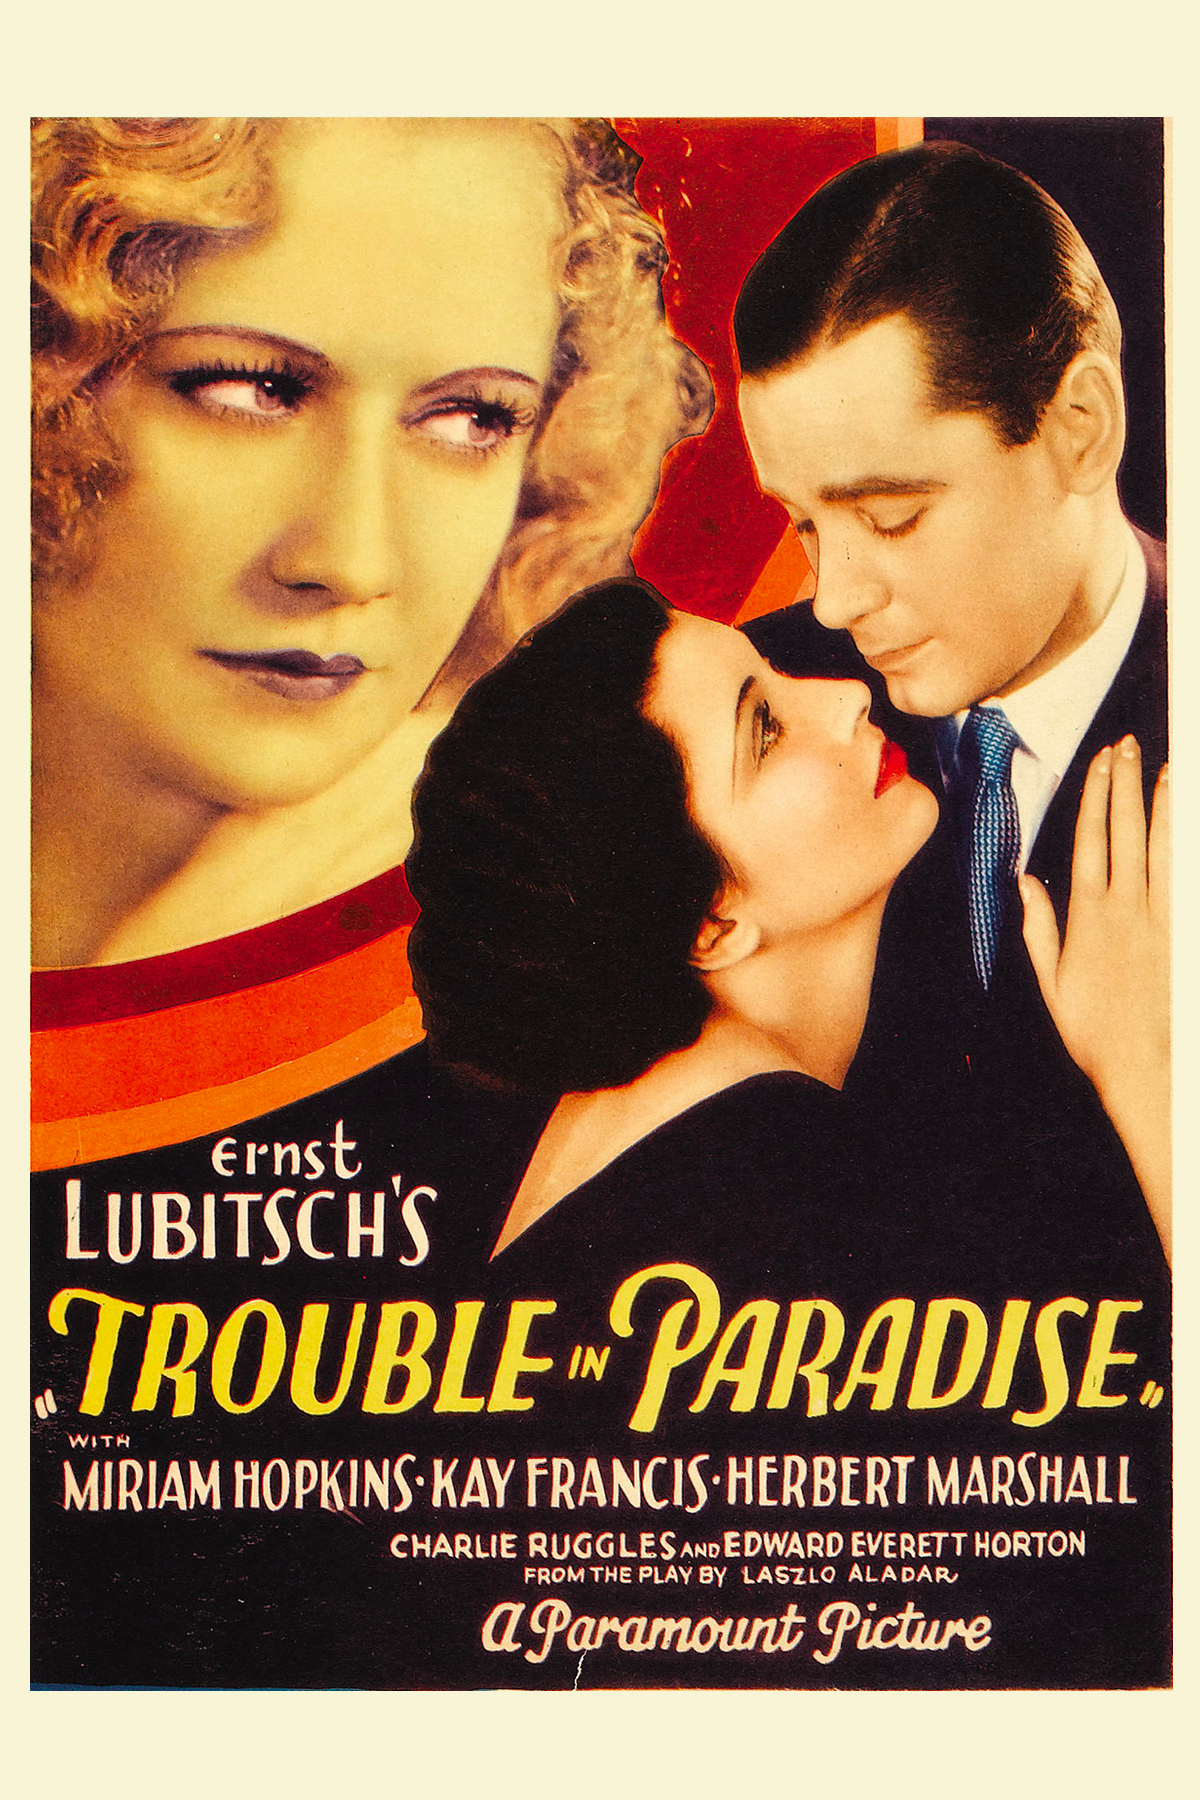 Ernst
LUBITSCH'S
"TROUBLE IN PARADISE"
WITH
MIRIAM HOPKINS·KAY FRANCIS·HERBERT MARSHALL
CHARLIE RUGGLES AND EDWARD EVERETT HORTON
FROM THE PLAY BY LASZLO ALADAR
A Paramount Picture